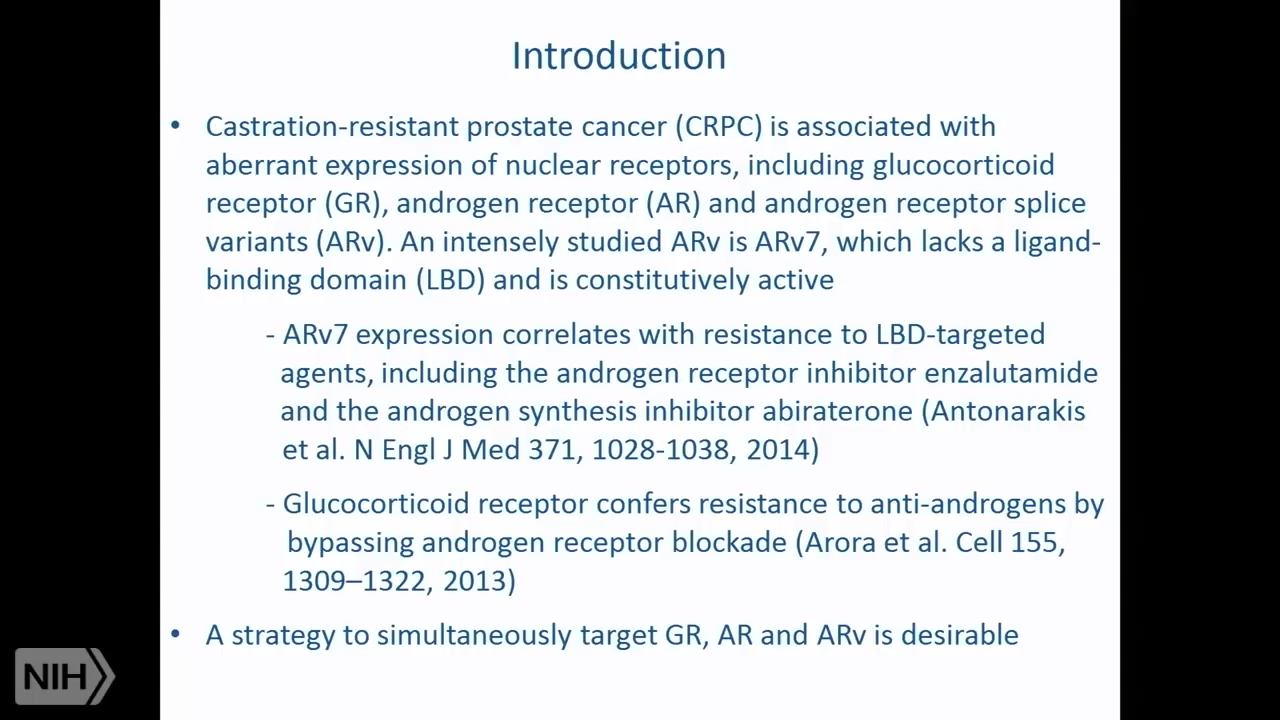 Introduction
• Castration-resistant prostate cancer (CRPC) is associated with
aberrant expression of nuclear receptors, including glucocorticoid
receptor (GR), androgen receptor (AR) and androgen receptor splice
variants (ARv). An intensely studied ARv is ARv7, which lacks a ligand-
binding domain (LBD) and is constitutively active
- ARv7 expression correlates with resistance to LBD-targeted
agents, including the androgen receptor inhibitor enzalutamide
and the androgen synthesis inhibitor abiraterone (Antonarakis
et al. N Engl J Med 371, 1028-1038, 2014)
- Glucocorticoid receptor confers resistance to anti-androgens by
bypassing androgen receptor blockade (Arora et al. Cell 155,
1309–1322, 2013)
• A strategy to simultaneously target GR, AR and ARv is desirable
NIH